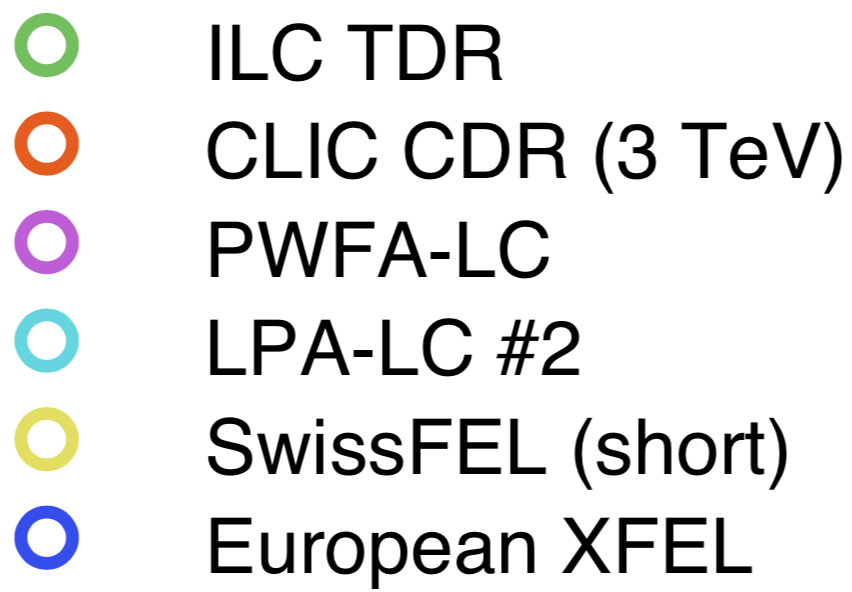 ILC TDR
CLIC CDR (3 TeV)
PWFA-LC
LPA-LC #2
SwissFEL (short)
European XFEL